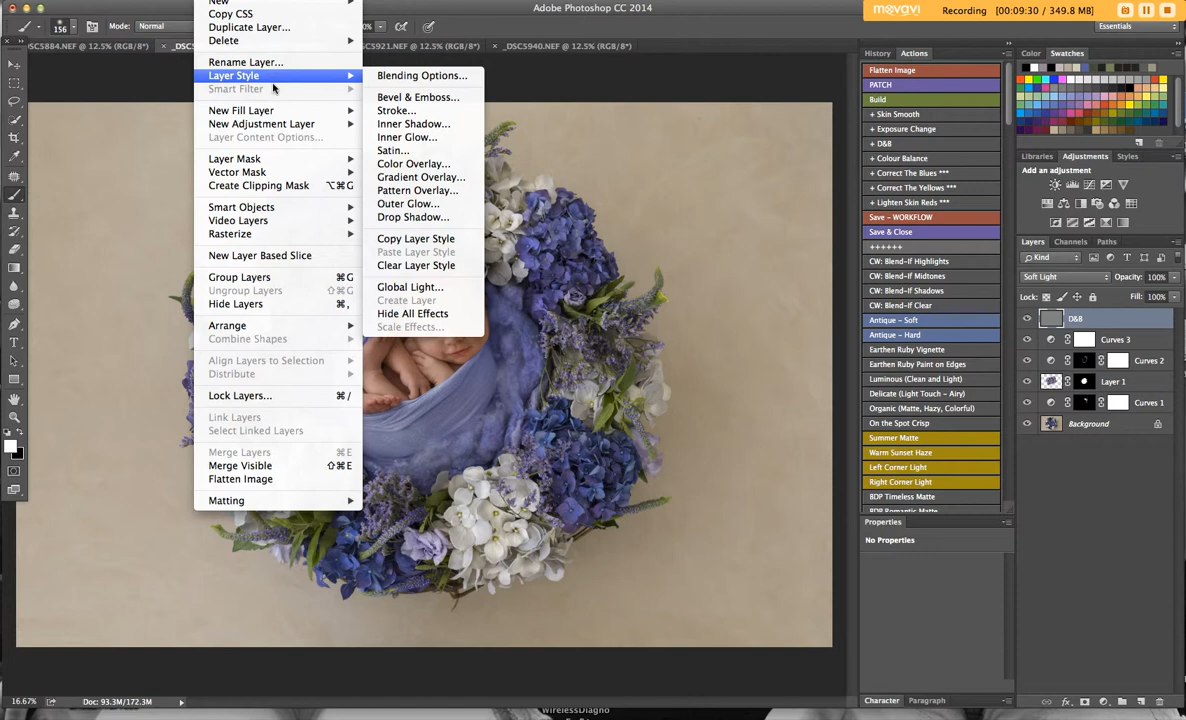 Adobe Photoshop CC 2014
movavi
Recording [ 00:09:30 / 349.8 MB ]
156
Mode: Normal
%
Essentials
DSC5884.NEF @ 12.5% (RGB/8*)
× _DS
SC5921.NEF @ 12.5% (RGB/8*)
× _DSC5940.NEF @ 12.5% (RGB/8*)
New
Copy CSS
Duplicate Layer...
Delete
Rename Layer...
Layer Style
Smart Filter
New Fill Layer
New Adjustment Layer
Layer Content Options...
Layer Mask
Vector Mask
Create Clipping Mask ⌥⌘G
Smart Objects
Video Layers
Rasterize
New Layer Based Slice
Group Layers ⌘G
Ungroup Layers ⇧⌘G
Hide Layers ⌘,
Arrange
Combine Shapes
Align Layers to Selection
Distribute
Lock Layers... ⌘/
Link Layers
Select Linked Layers
Merge Layers ⌘E
Merge Visible ⇧⌘E
Flatten Image
Matting
Blending Options...
Bevel & Emboss...
Stroke...
Inner Shadow...
Inner Glow...
Satin...
Color Overlay...
Gradient Overlay...
Pattern Overlay...
Outer Glow...
Drop Shadow...
Copy Layer Style
Paste Layer Style
Clear Layer Style
Global Light...
Create Layer
Hide All Effects
Scale Effects...
History Actions
Flatten Image
PATCH
Build
+ Skin Smooth
+ Exposure Change
+ D&B
+ Colour Balance
+ Correct The Blues ***
+ Correct The Yellows ***
+ Lighten Skin Reds ***
Save - WORKFLOW
Save & Close
++++++
CW: Blend-If Highlights
CW: Blend-If Midtones
CW: Blend-If Shadows
CW: Blend-If Clear
Antique - Soft
Antique - Hard
Earthen Ruby Vignette
Earthen Ruby Paint on Edges
Luminous (Clean and Light)
Delicate (Light Touch - Airy)
Organic (Matte, Hazy, Colorful)
On the Spot Crisp
Summer Matte
Warm Sunset Haze
Left Corner Light
Right Corner Light
BDP Timeless Matte
BDP Romantic Matte
Properties
No Properties
Character Paragraph
Color Swatches
Libraries Adjustments Styles
Add an adjustment
Layers Channels Paths
Kind
Soft Light Opacity: 100%
Lock: Fill: 100%
D&B
Curves 3
Curves 2
Layer 1
Curves 1
Background
16.67% Doc: 93.3M/172.3M
WirelessDiagno